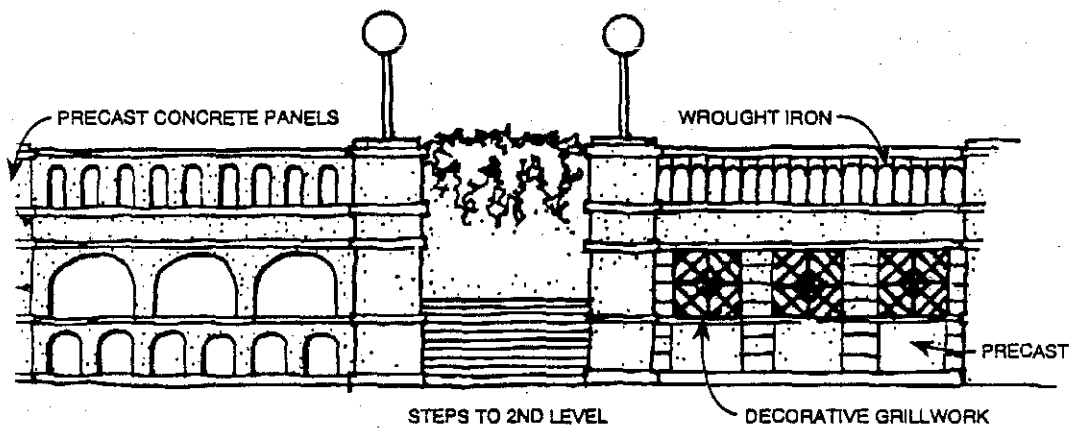 PRECAST CONCRETE PANELS
WROUGHT IRON
PRECAST
STEPS TO 2ND LEVEL
DECORATIVE GRILLWORK